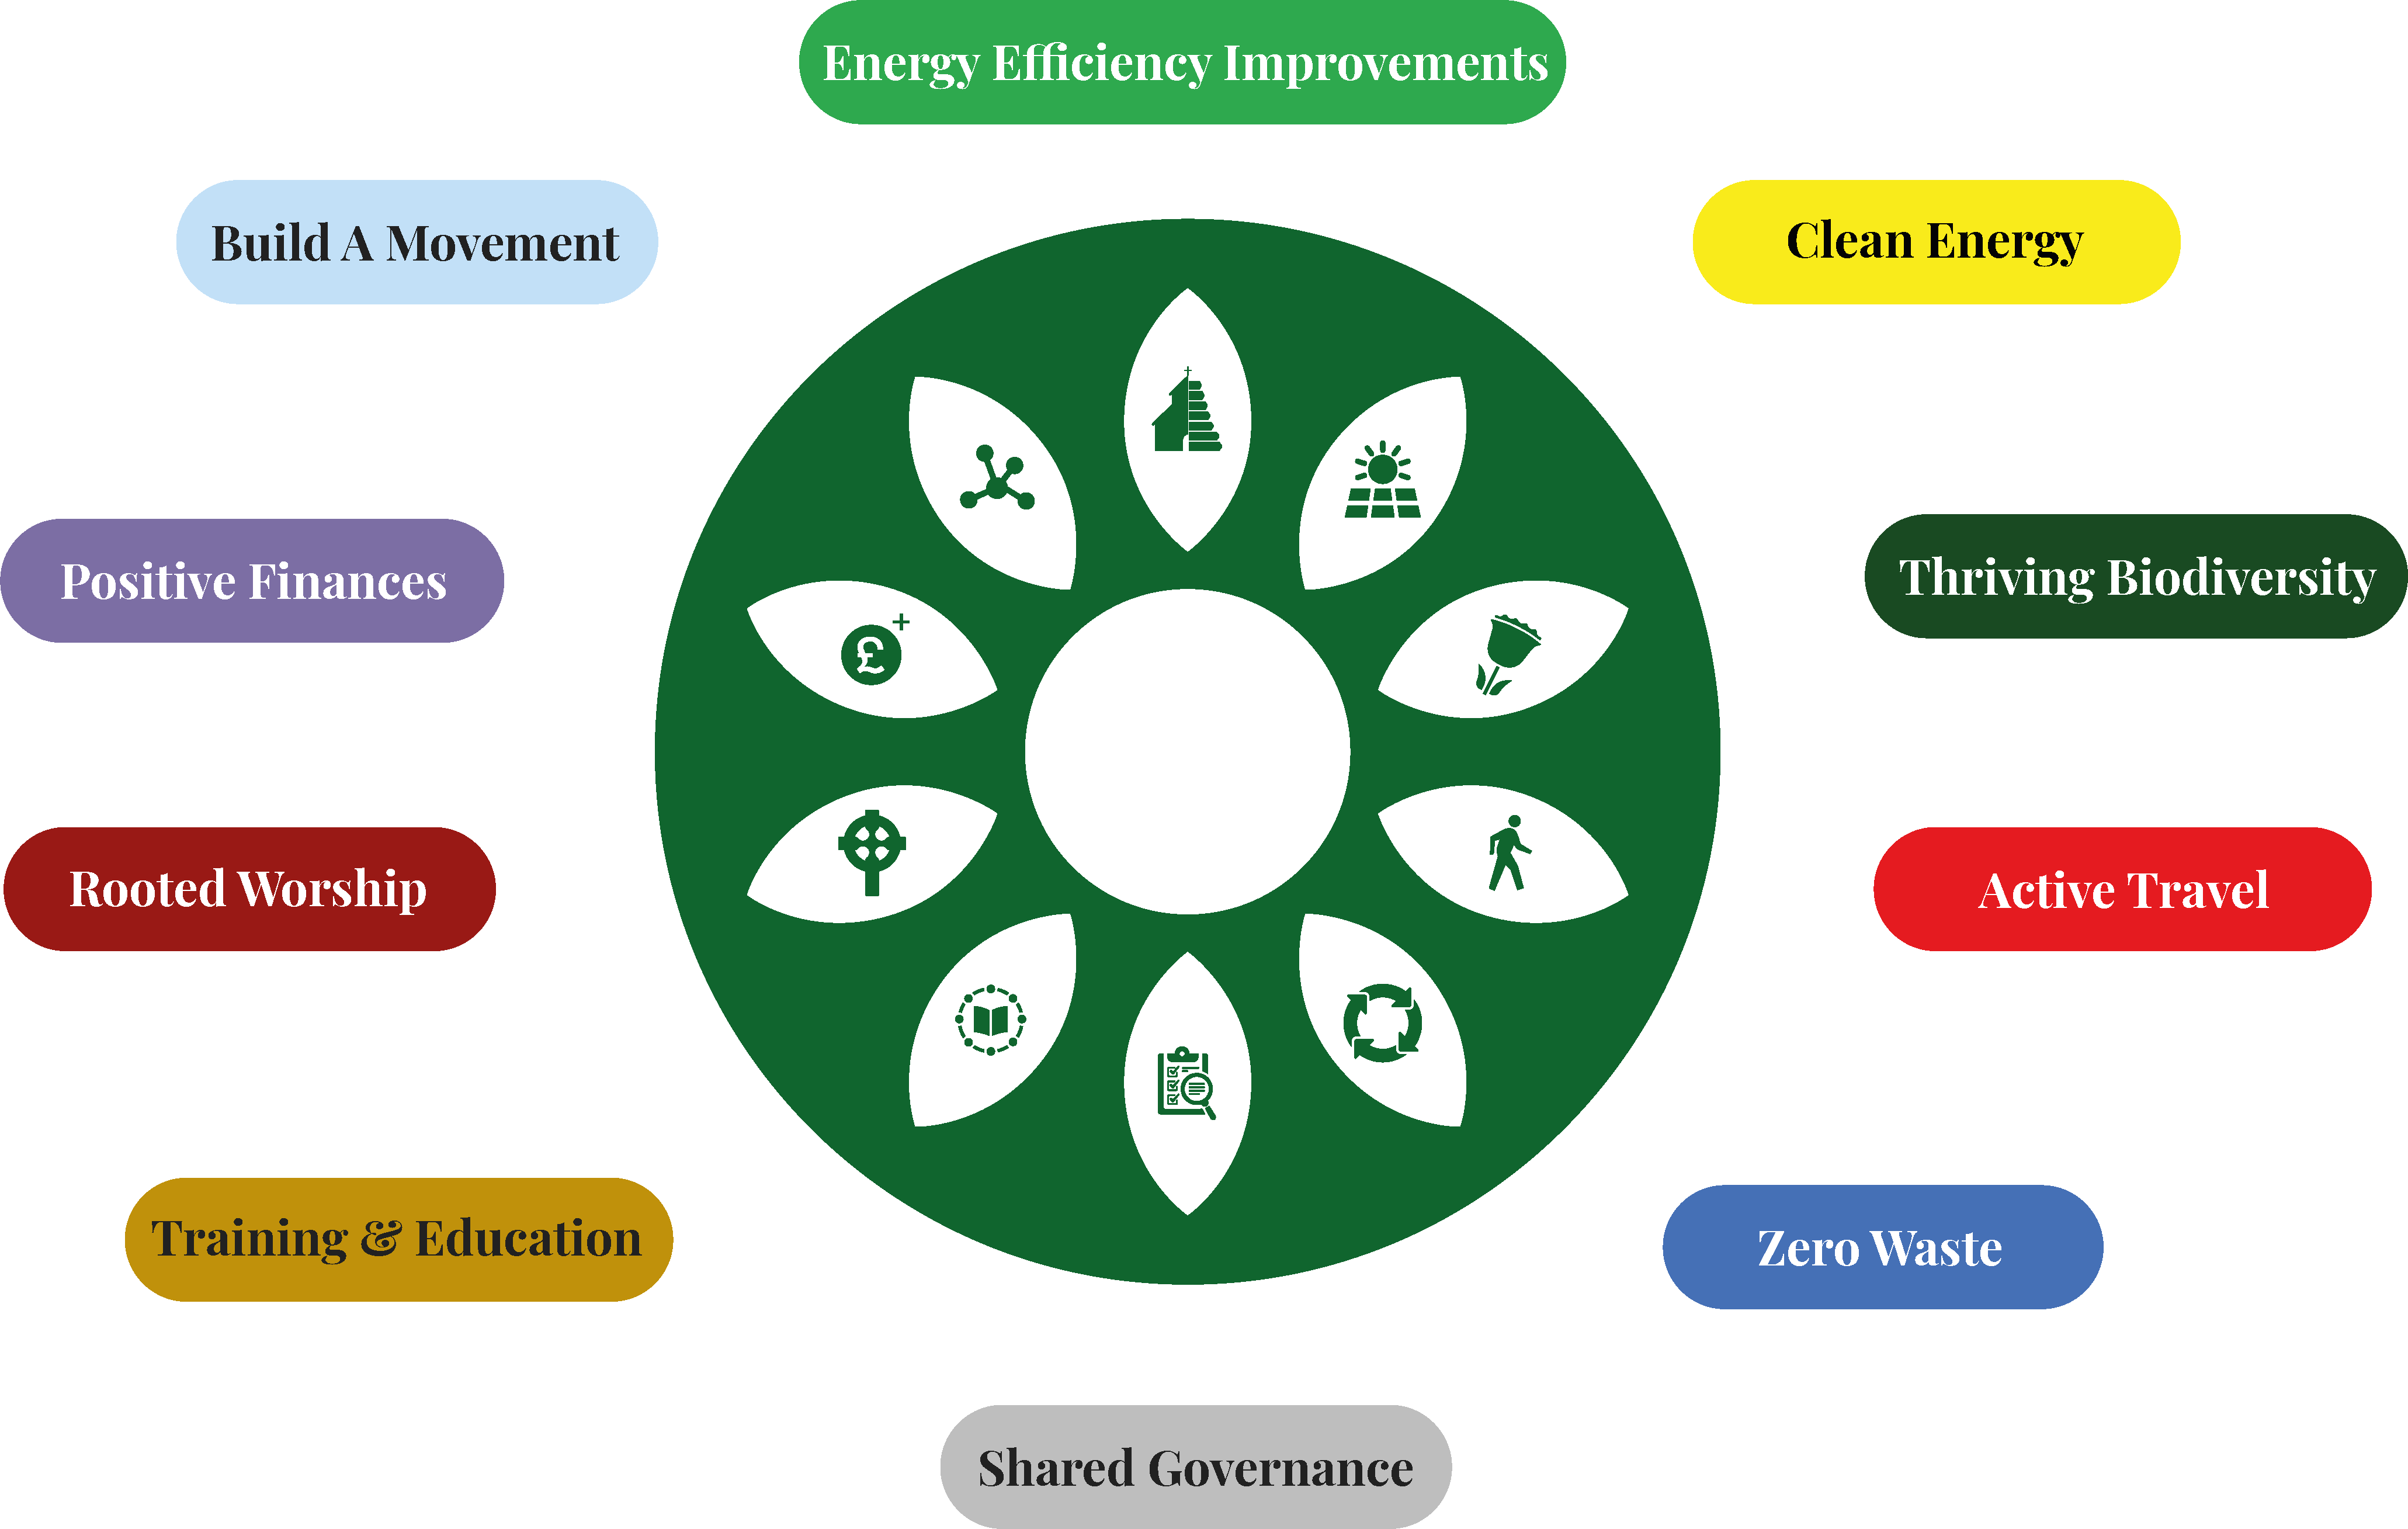 Energy Efficiency Improvements
Build A Movement
Clean Energy
Positive Finances
Thriving Biodiversity
£+
Rooted Worship
Active Travel
Training & Education
Zero Waste
Shared Governance